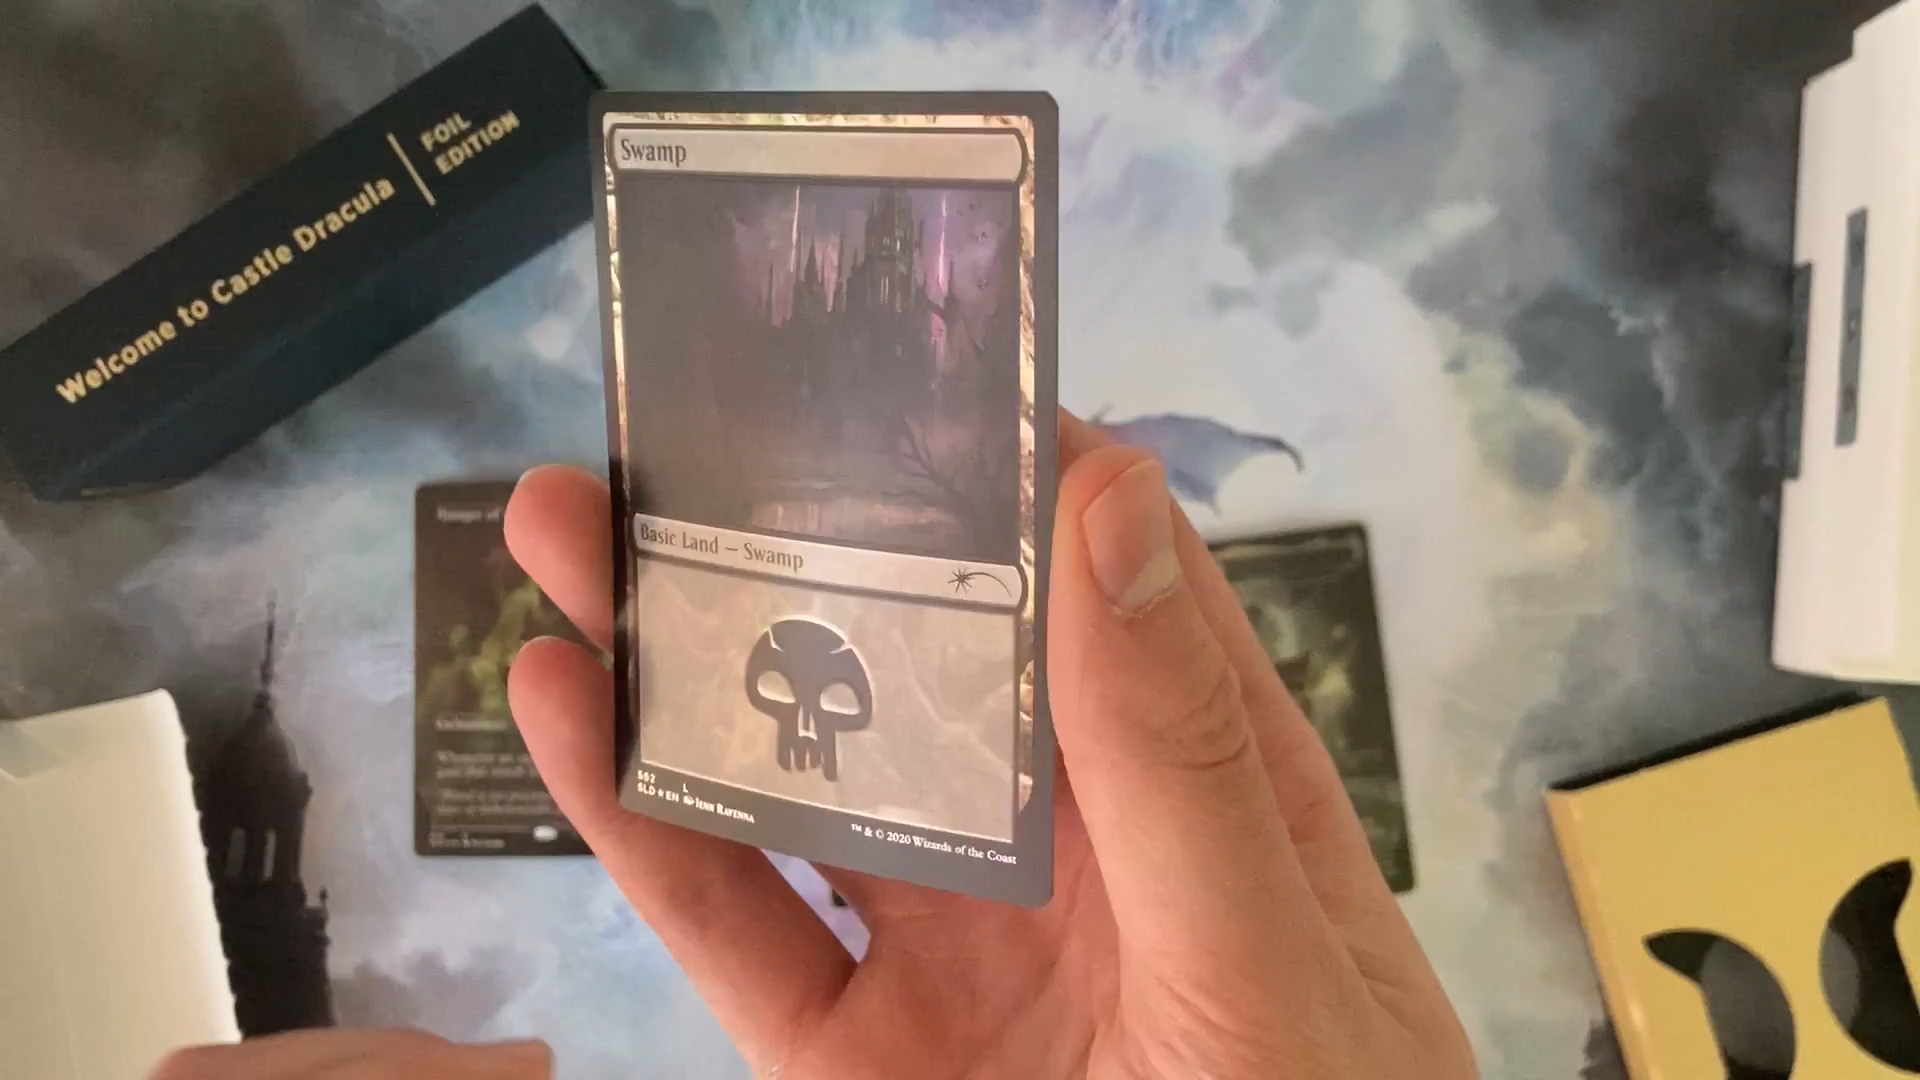 Welcome to Castle Dracula
FOIL
EDITION
Swamp
Basic Land — Swamp
562
L
SLD ★ EN Jenn Ravenna
™ & © 2020 Wizards of the Coast